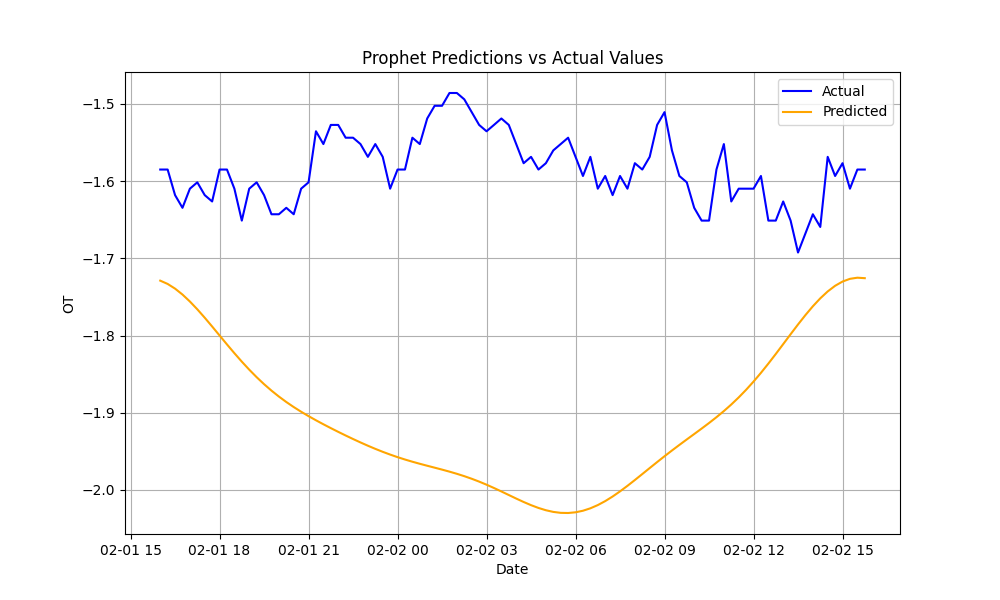 Prophet Predictions vs Actual Values
Actual
Predicted
−1.5
−1.6
−1.7
−1.8
−1.9
−2.0
OT
02-01 15 02-01 18 02-01 21 02-02 00 02-02 03 02-02 06 02-02 09 02-02 12 02-02 15
Date